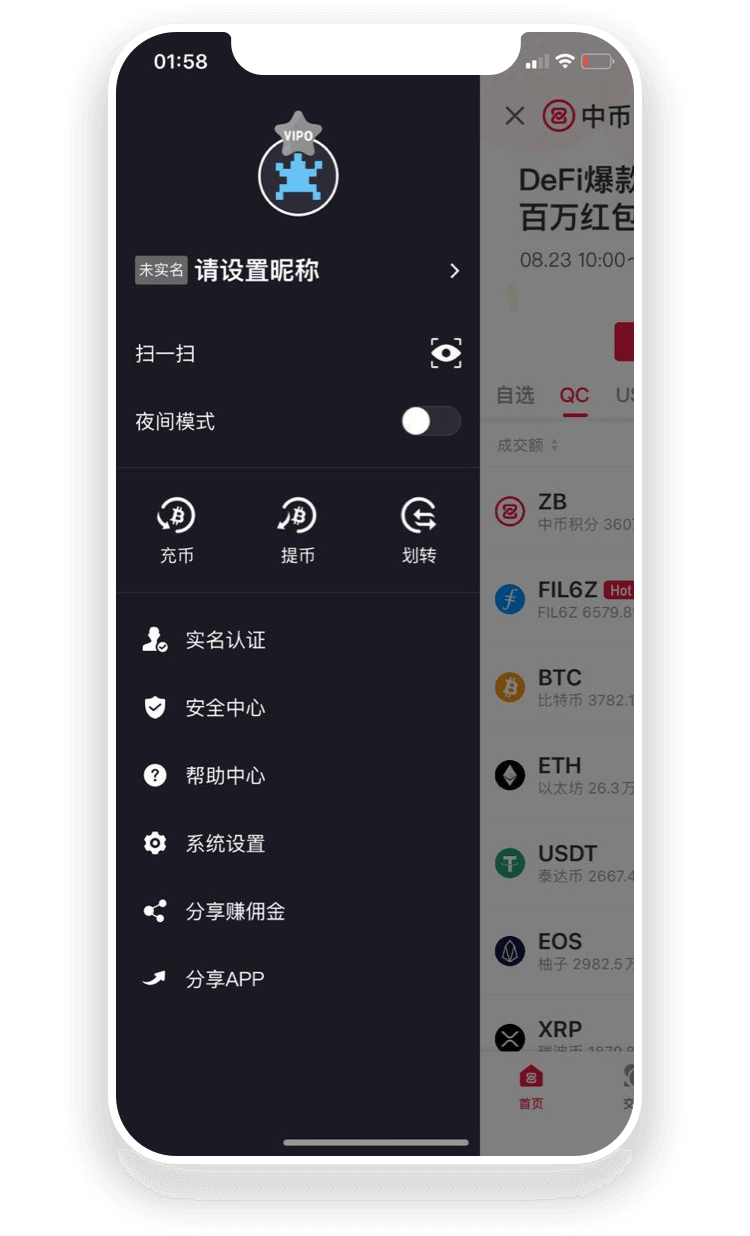 01:58
VIP0
未实名 请设置昵称
扫一扫
夜间模式
充币 提币 划转
实名认证
安全中心
帮助中心
系统设置
分享赚佣金
分享APP
中币
DeFi爆款
百万红包
08.23 10:00~
自选 QC US
成交额
ZB
中币积分 3607
FIL6Z Hot
FIL6Z 6579.8
BTC
比特币 3782.1
ETH
以太坊 26.3万
USDT
泰达币 2667.4
EOS
柚子 2982.5万
XRP
瑞波币 1879.8
首页 交